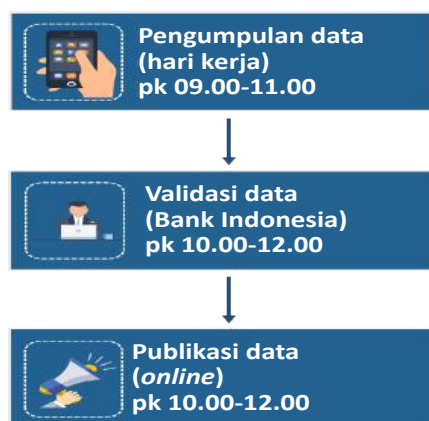 Pengumpulan data
(hari kerja)
pk 09.00-11.00
Validasi data
(Bank Indonesia)
pk 10.00-12.00
Publikasi data
(online)
pk 10.00-12.00